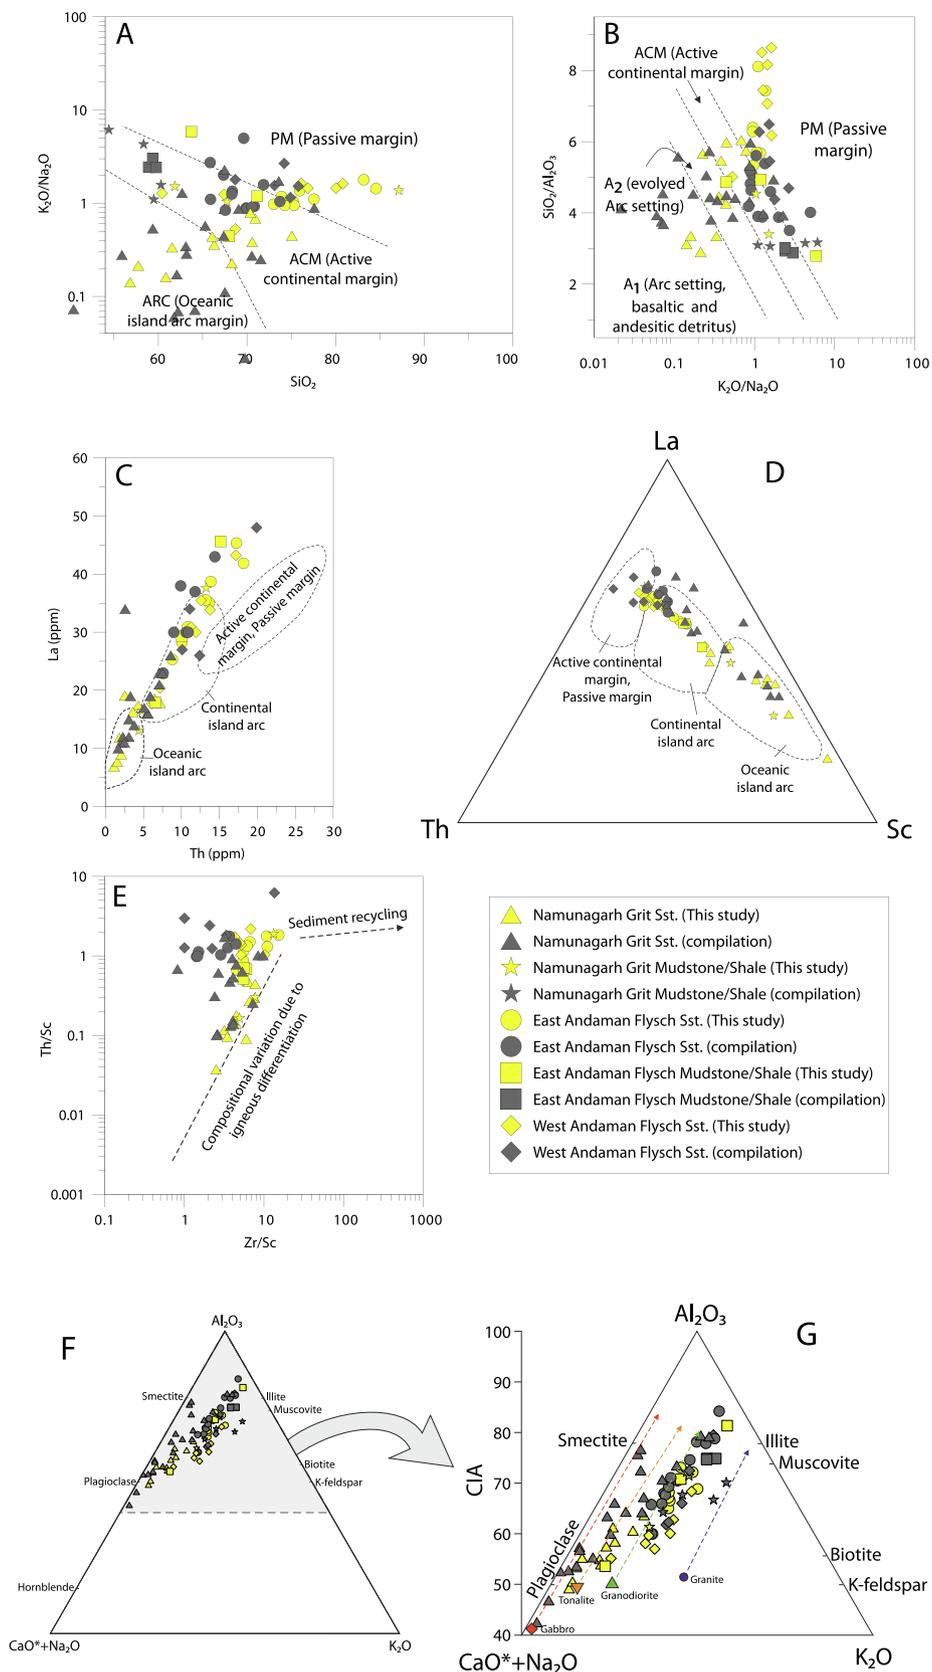 A
100
10
1
0.1
K₂O/Na₂O
PM (Passive margin)
ACM (Active
continental margin)
ARC (Oceanic
island arc margin)
60
70
80
90
100
SiO₂
B
8
6
4
2
SiO₂/Al₂O₃
ACM (Active
continental margin)
PM (Passive
margin)
A₂ (evolved
Arc setting)
A₁ (Arc setting,
basaltic and
andesitic detritus)
0.01
0.1
1
10
100
K₂O/Na₂O
C
60
50
40
30
20
10
0
La (ppm)
Active continental
margin, Passive margin
Continental
island arc
Oceanic
island arc
0
5
10
15
20
25
30
Th (ppm)
D
La
Th
Sc
Active continental
margin,
Passive margin
Continental
island arc
Oceanic
island arc
E
10
1
0.1
0.01
0.001
Th/Sc
Sediment recycling
Compositional variation due to
igneous differentiation
0.1
1
10
100
1000
Zr/Sc
Namunagarh Grit Sst. (This study)
Namunagarh Grit Sst. (compilation)
Namunagarh Grit Mudstone/Shale (This study)
Namunagarh Grit Mudstone/Shale (compilation)
East Andaman Flysch Sst. (This study)
East Andaman Flysch Sst. (compilation)
East Andaman Flysch Mudstone/Shale (This study)
East Andaman Flysch Mudstone/Shale (compilation)
West Andaman Flysch Sst. (This study)
West Andaman Flysch Sst. (compilation)
F
Al₂O₃
Smectite
Illite
Muscovite
Biotite
Plagioclase
K-feldspar
Hornblende
CaO*+Na₂O
K₂O
G
Al₂O₃
100
90
80
70
60
50
40
CIA
Smectite
Illite
Muscovite
Plagioclase
Biotite
K-feldspar
Tonalite
Granodiorite
Granite
Gabbro
CaO*+Na₂O
K₂O